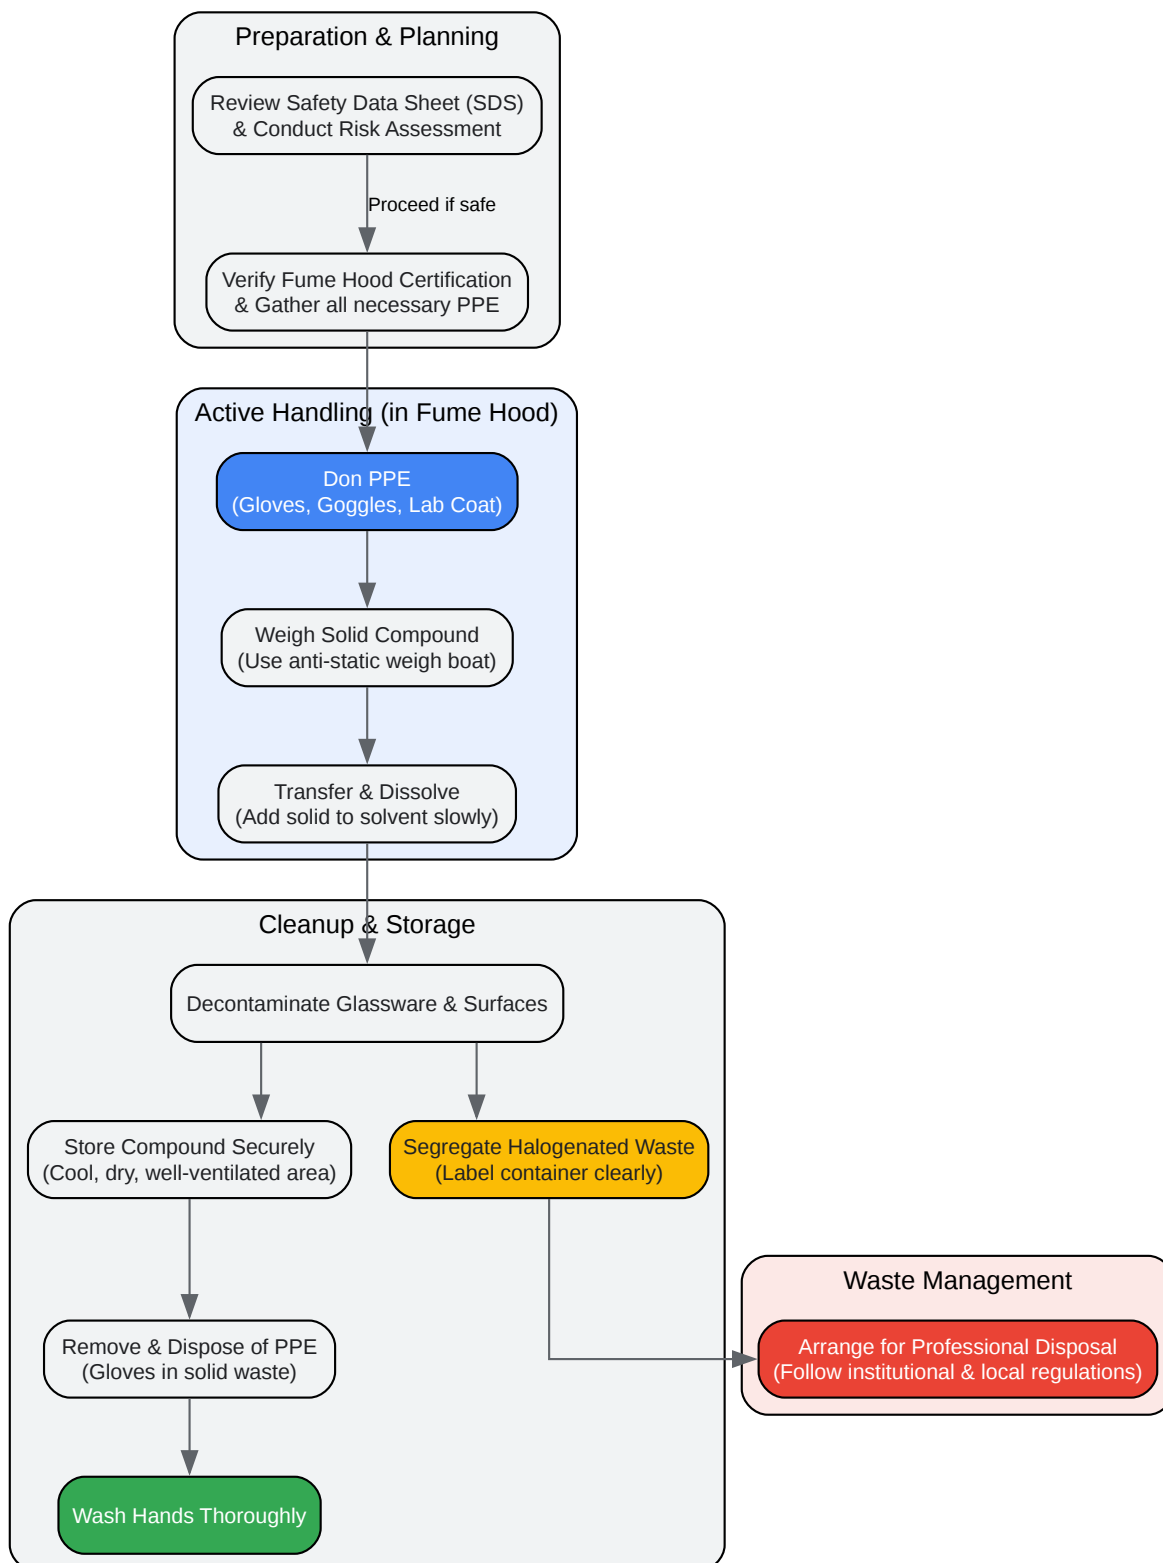 Preparation & Planning
Review Safety Data Sheet (SDS)
& Conduct Risk Assessment
Proceed if safe
Verify Fume Hood Certification
& Gather all necessary PPE
Active Handling (in Fume Hood)
Don PPE
(Gloves, Goggles, Lab Coat)
Weigh Solid Compound
(Use anti-static weigh boat)
Transfer & Dissolve
(Add solid to solvent slowly)
Cleanup & Storage
Decontaminate Glassware & Surfaces
Store Compound Securely
(Cool, dry, well-ventilated area)
Segregate Halogenated Waste
(Label container clearly)
Waste Management
Remove & Dispose of PPE
(Gloves in solid waste)
Arrange for Professional Disposal
(Follow institutional & local regulations)
Wash Hands Thoroughly